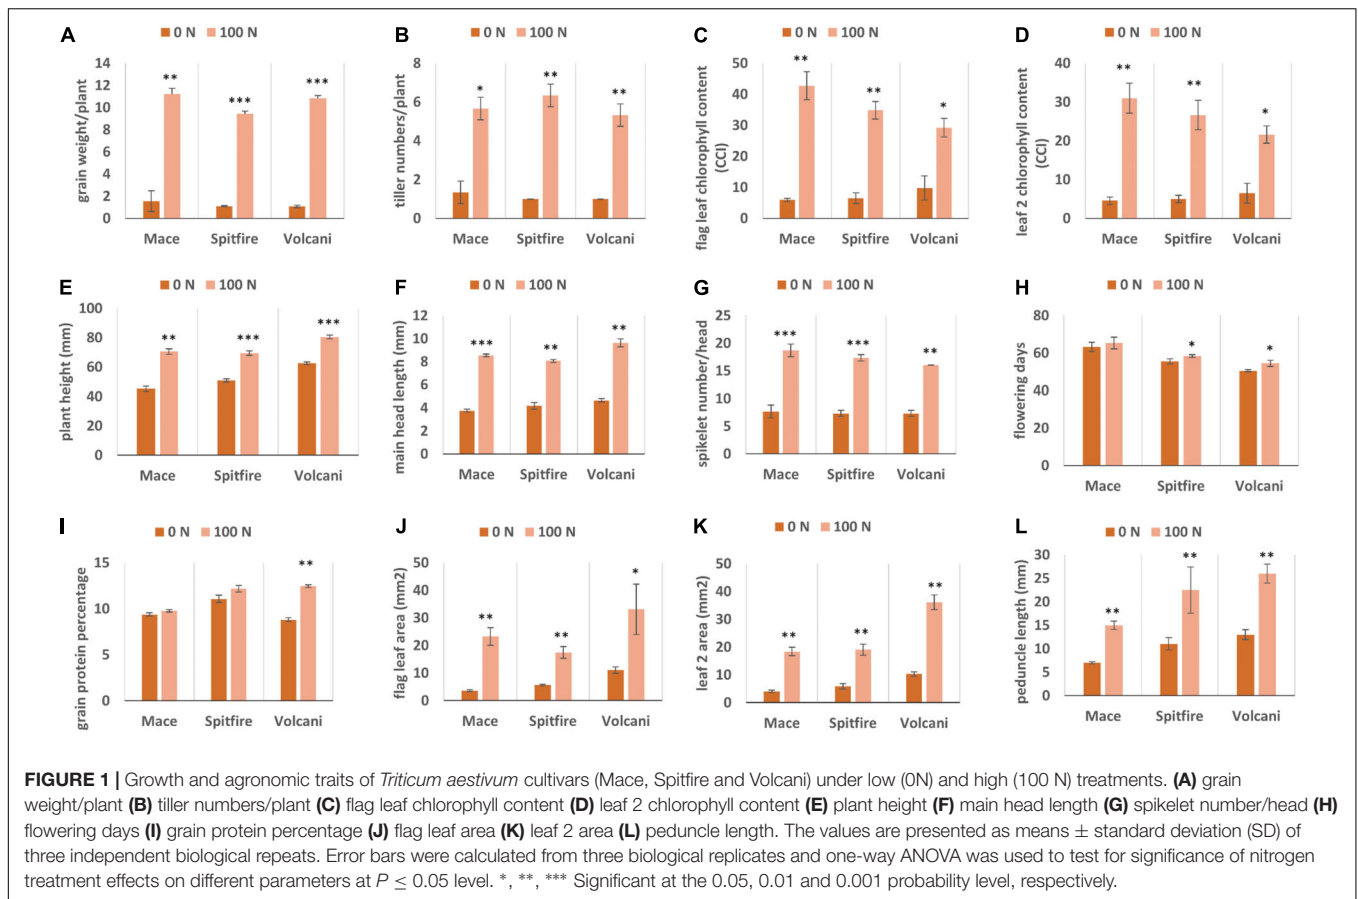 A
0 N 100 N
grain weight/plant
14
12
10
8
6
4
2
0
**
***
***
Mace Spitfire Volcani
B
0 N 100 N
tiller numbers/plant
8
6
4
2
0
*
**
**
Mace Spitfire Volcani
C
0 N 100 N
flag leaf chlorophyll content
(CCI)
50
40
30
20
10
0
**
**
*
Mace Spitfire Volcani
D
0 N 100 N
leaf 2 chlorophyll content
(CCI)
40
30
20
10
0
**
**
*
Mace Spitfire Volcani
E
0 N 100 N
plant height (mm)
100
80
60
40
20
0
**
***
***
Mace Spitfire Volcani
F
0 N 100 N
main head length (mm)
12
10
8
6
4
2
0
***
**
**
Mace Spitfire Volcani
G
0 N 100 N
spikelet number/head
25
20
15
10
5
0
***
***
**
Mace Spitfire Volcani
H
0 N 100 N
flowering days
80
60
40
20
0
*
*
Mace Spitfire Volcani
I
0 N 100 N
grain protein percentage
15
10
5
0
**
Mace Spitfire Volcani
J
0 N 100 N
flag leaf area (mm2)
50
40
30
20
10
0
**
**
*
Mace Spitfire Volcani
K
0 N 100 N
leaf 2 area (mm2)
50
40
30
20
10
0
**
**
**
Mace Spitfire Volcani
L
0 N 100 N
peduncle length (mm)
30
25
20
15
10
5
0
**
**
**
Mace Spitfire Volcani
FIGURE 1 | Growth and agronomic traits of Triticum aestivum cultivars (Mace, Spitfire and Volcani) under low (0N) and high (100 N) treatments. (A) grain
weight/plant (B) tiller numbers/plant (C) flag leaf chlorophyll content (D) leaf 2 chlorophyll content (E) plant height (F) main head length (G) spikelet number/head (H)
flowering days (I) grain protein percentage (J) flag leaf area (K) leaf 2 area (L) peduncle length. The values are presented as means ± standard deviation (SD) of
three independent biological repeats. Error bars were calculated from three biological replicates and one-way ANOVA was used to test for significance of nitrogen
treatment effects on different parameters at P ≤ 0.05 level. *, **, *** Significant at the 0.05, 0.01 and 0.001 probability level, respectively.